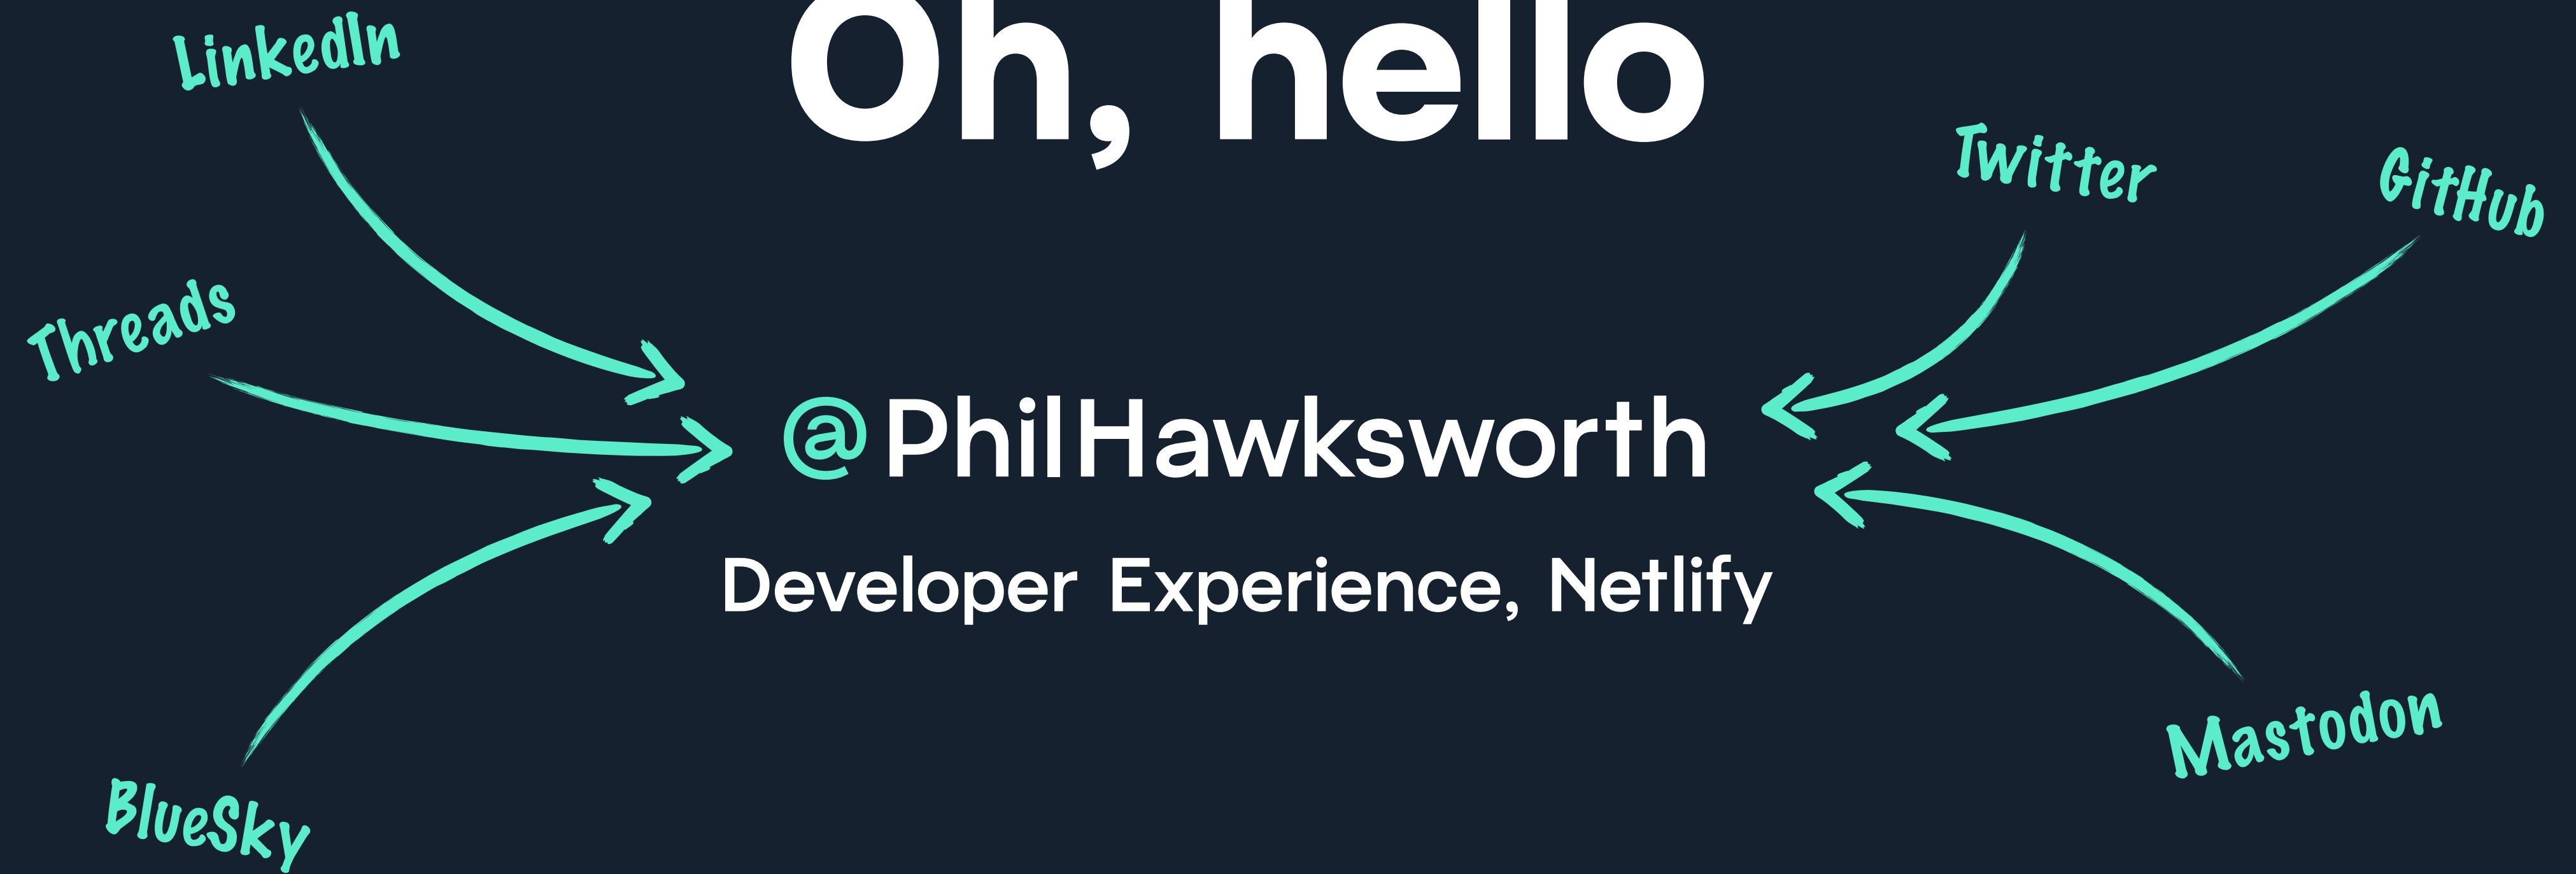 Oh, hello
LinkedIn
Twitter
GitHub
Threads
@PhilHawksworth
Developer Experience, Netlify
BlueSky
Mastodon